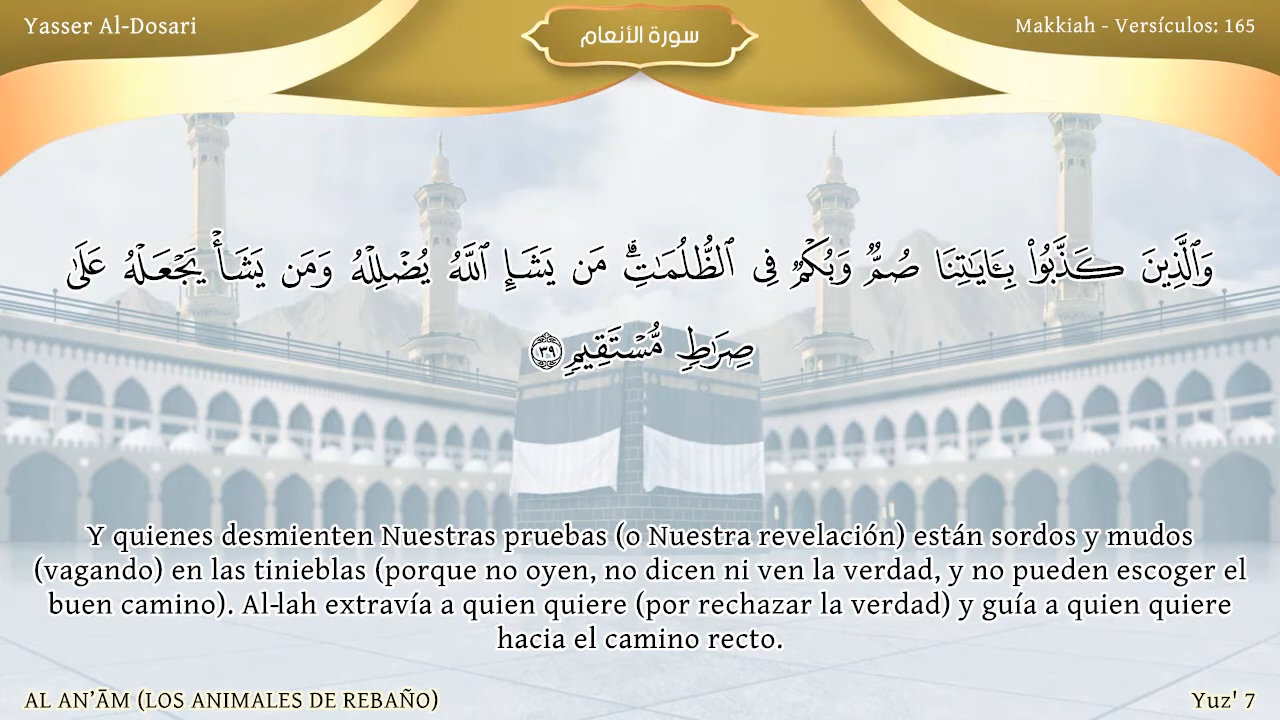 Yasser Al-Dosari
سورة الأنعام
Makkiah - Versículos: 165
وَٱلَّذِينَ كَذَّبُوا۟ بِـَٔايَـٰتِنَا صُمٌّ وَبُكْمٌ فِى ٱلظُّلُمَـٰتِ ۗ مَن يَشَإِ ٱللَّهُ يُضْلِلْهُ وَمَن يَشَأْ يَجْعَلْهُ عَلَىٰ
صِرَٰطٍ مُّسْتَقِيمٍ ٣٩
Y quienes desmienten Nuestras pruebas (o Nuestra revelación) están sordos y mudos
(vagando) en las tinieblas (porque no oyen, no dicen ni ven la verdad, y no pueden escoger el
buen camino). Al-lah extravía a quien quiere (por rechazar la verdad) y guía a quien quiere
hacia el camino recto.
AL AN’ĀM (LOS ANIMALES DE REBAÑO)
Yuz' 7